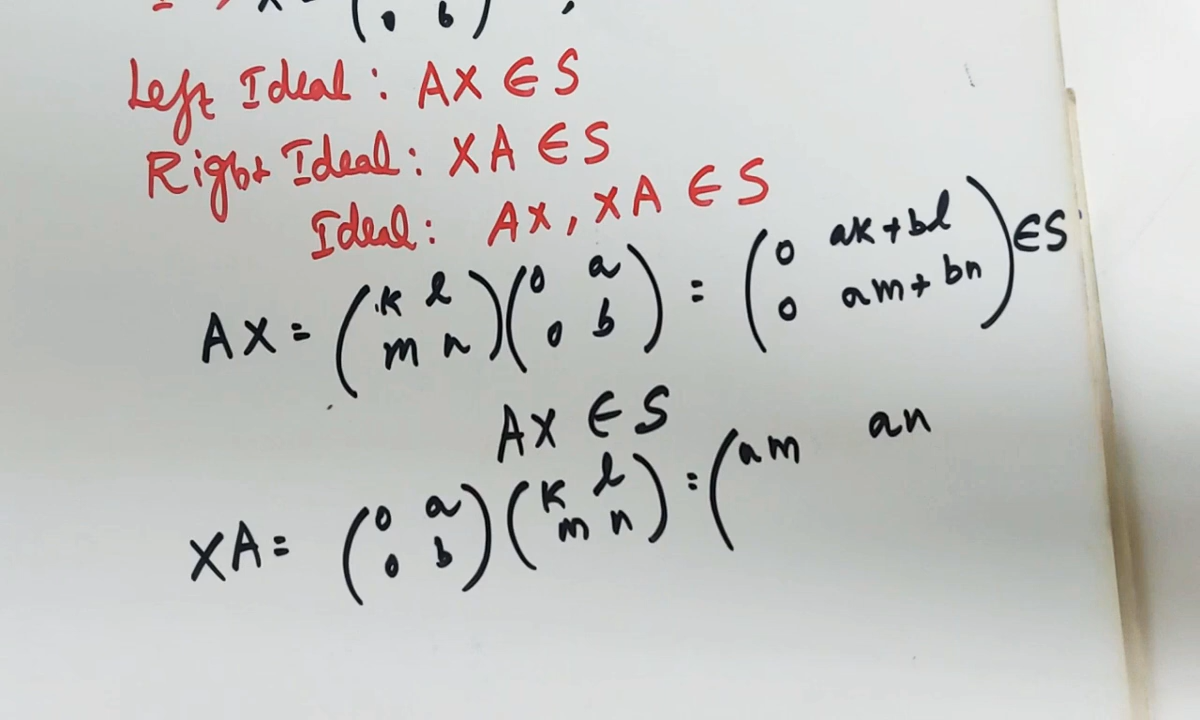 ( 0 b ) ,
Left Ideal : AX ∈ S
Right Ideal : XA ∈ S
Ideal : AX, XA ∈ S
AX = ( k l ) ( 0 a ) = ( 0 ak+bl ) ∈ S
( m n ) ( 0 b ) ( 0 am+bn )
AX ∈ S
XA = ( 0 a ) ( k l ) = ( am an
( 0 b ) ( m n )